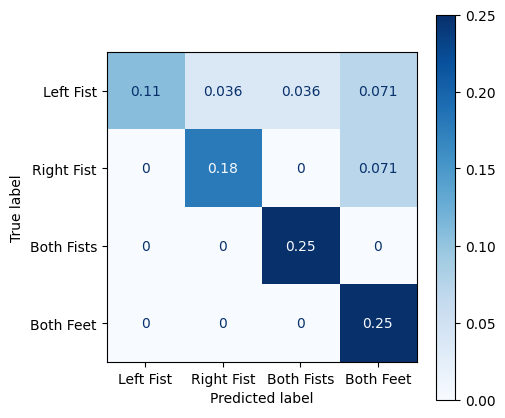 0.25
Left Fist 0.11 0.036 0.036 0.071
0.20
Right Fist 0 0.18 0 0.071
0.15
True label
0.10
Both Fists 0 0 0.25 0
0.05
Both Feet 0 0 0 0.25
0.00
Left Fist Right Fist Both Fists Both Feet
Predicted label